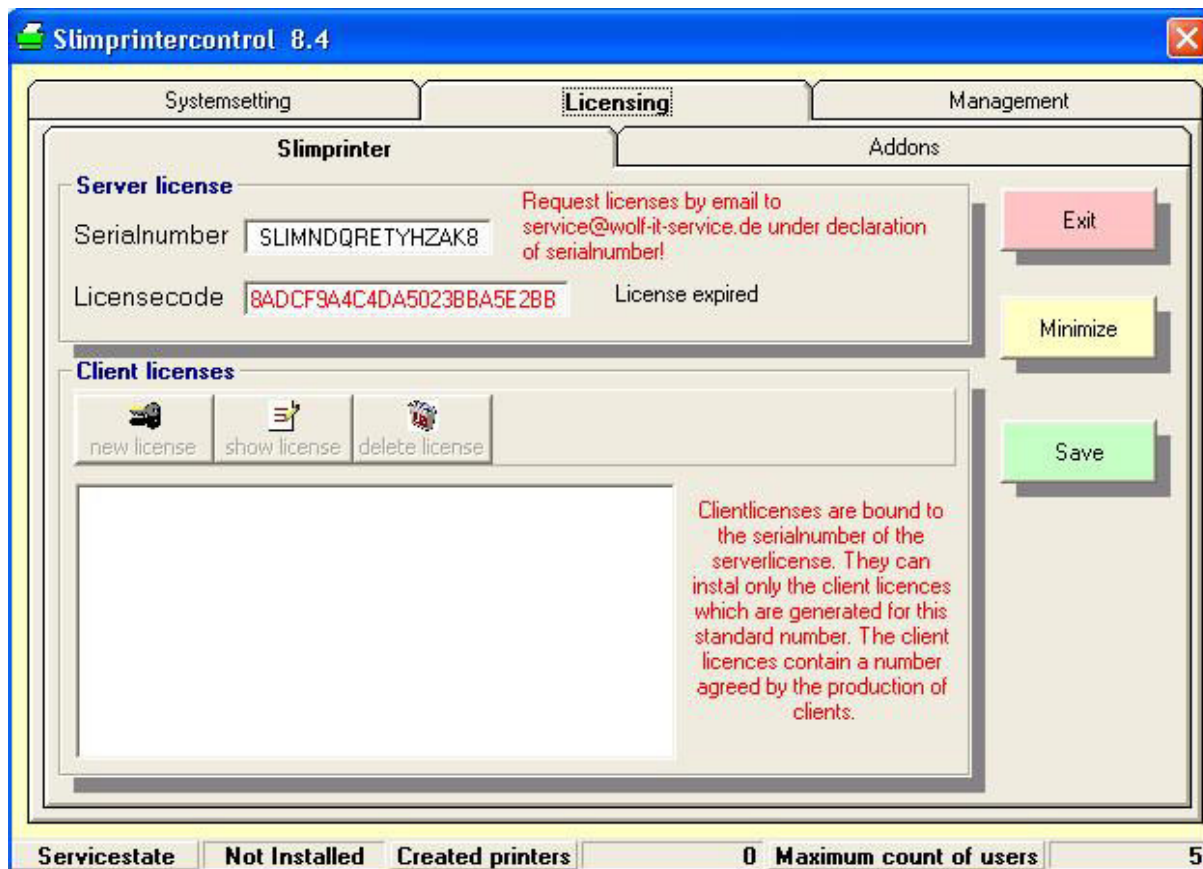 Slimprintercontrol 8.4
Systemsetting
Licensing
Management
Slimprinter
Addons
Server license
Serialnumber
SLIMNDQRETYHZAK8
Request licenses by email to
service@wolf-it-service.de under declaration
of serialnumber!
Licensecode
8ADCF9A4C4DA5023BBA5E2BB
License expired
Exit
Minimize
Save
Client licenses
new license
show license
delete license
Clientlicenses are bound to
the serialnumber of the
serverlicense. They can
instal only the client licences
which are generated for this
standard number. The client
licences contain a number
agreed by the production of
clients.
Servicestate
Not Installed
Created printers
0
Maximum count of users
5